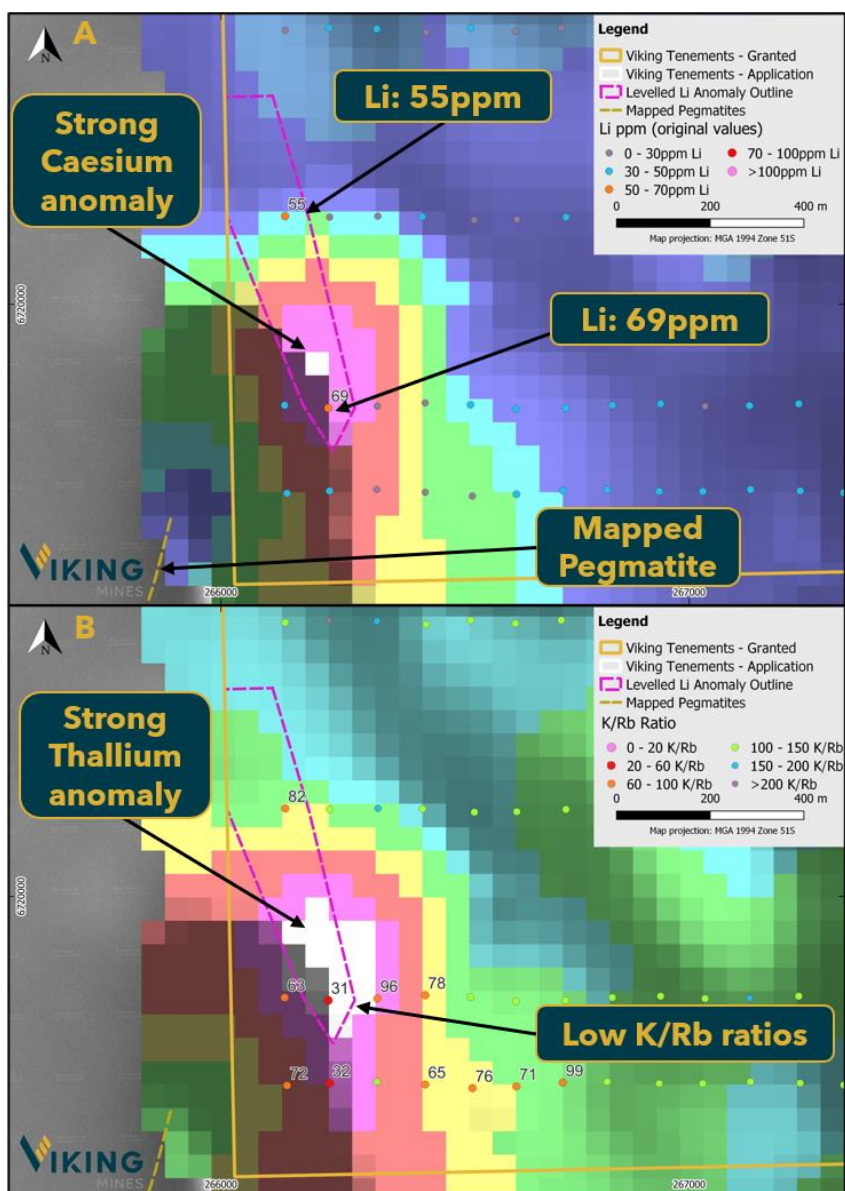 A
N
Strong
Caesium
anomaly
Li: 55ppm
Legend
Viking Tenements - Granted
Viking Tenements - Application
Levelled Li Anomaly Outline
Mapped Pegmatites
Li ppm (original values)
0 - 30ppm Li
70 - 100ppm Li
30 - 50ppm Li
>100ppm Li
50 - 70ppm Li
0 200 400 m
Map projection: MGA 1994 Zone 51S
55
6720000
Li: 69ppm
69
Mapped
Pegmatite
VIKING
MINES
266000
267000
B
N
Strong
Thallium
anomaly
Legend
Viking Tenements - Granted
Viking Tenements - Application
Levelled Li Anomaly Outline
Mapped Pegmatites
K/Rb Ratio
0 - 20 K/Rb
100 - 150 K/Rb
20 - 60 K/Rb
150 - 200 K/Rb
60 - 100 K/Rb
>200 K/Rb
0 200 400 m
Map projection: MGA 1994 Zone 51S
82
6720000
63 31 96 78
Low K/Rb ratios
72 32 65 76 71 99
VIKING
MINES
266000
267000